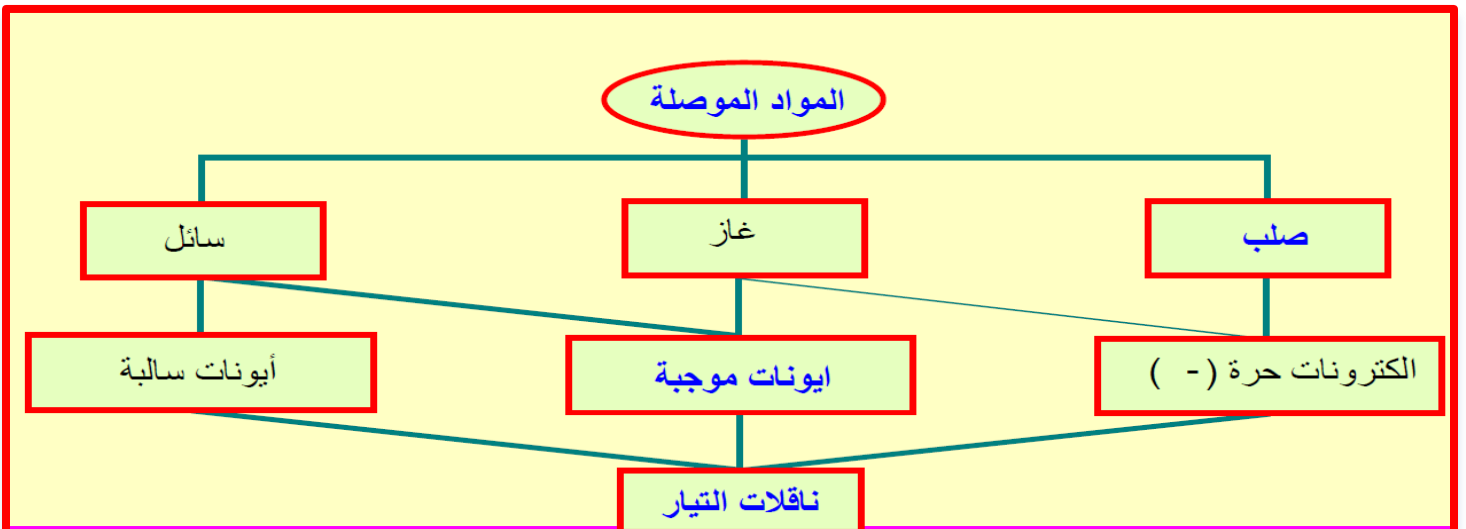 المواد الموصلة
صلب
غاز
سائل
الكترونات حرة (- )
ايونات موجبة
أيونات سالبة
ناقلات التيار